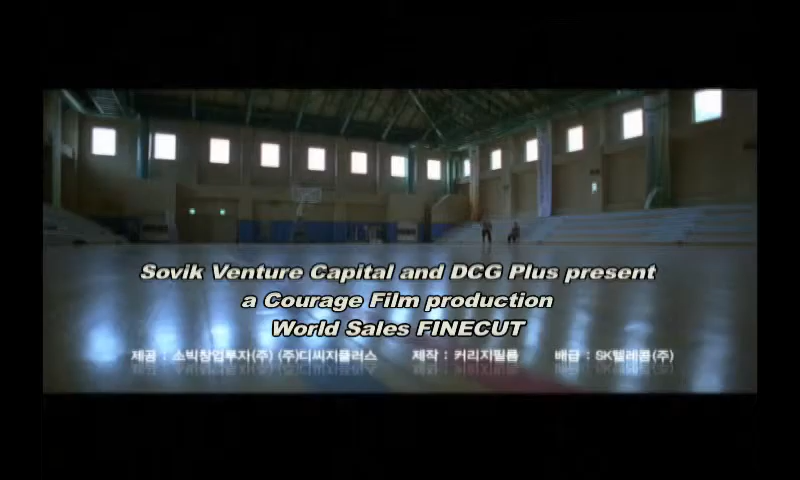 Sovik Venture Capital and DCG Plus present
a Courage Film production
World Sales FINECUT
제공 : 소빅창업투자(주) (주)디씨지플러스 제작 : 커리지필름 배급 : SK텔레콤(주)